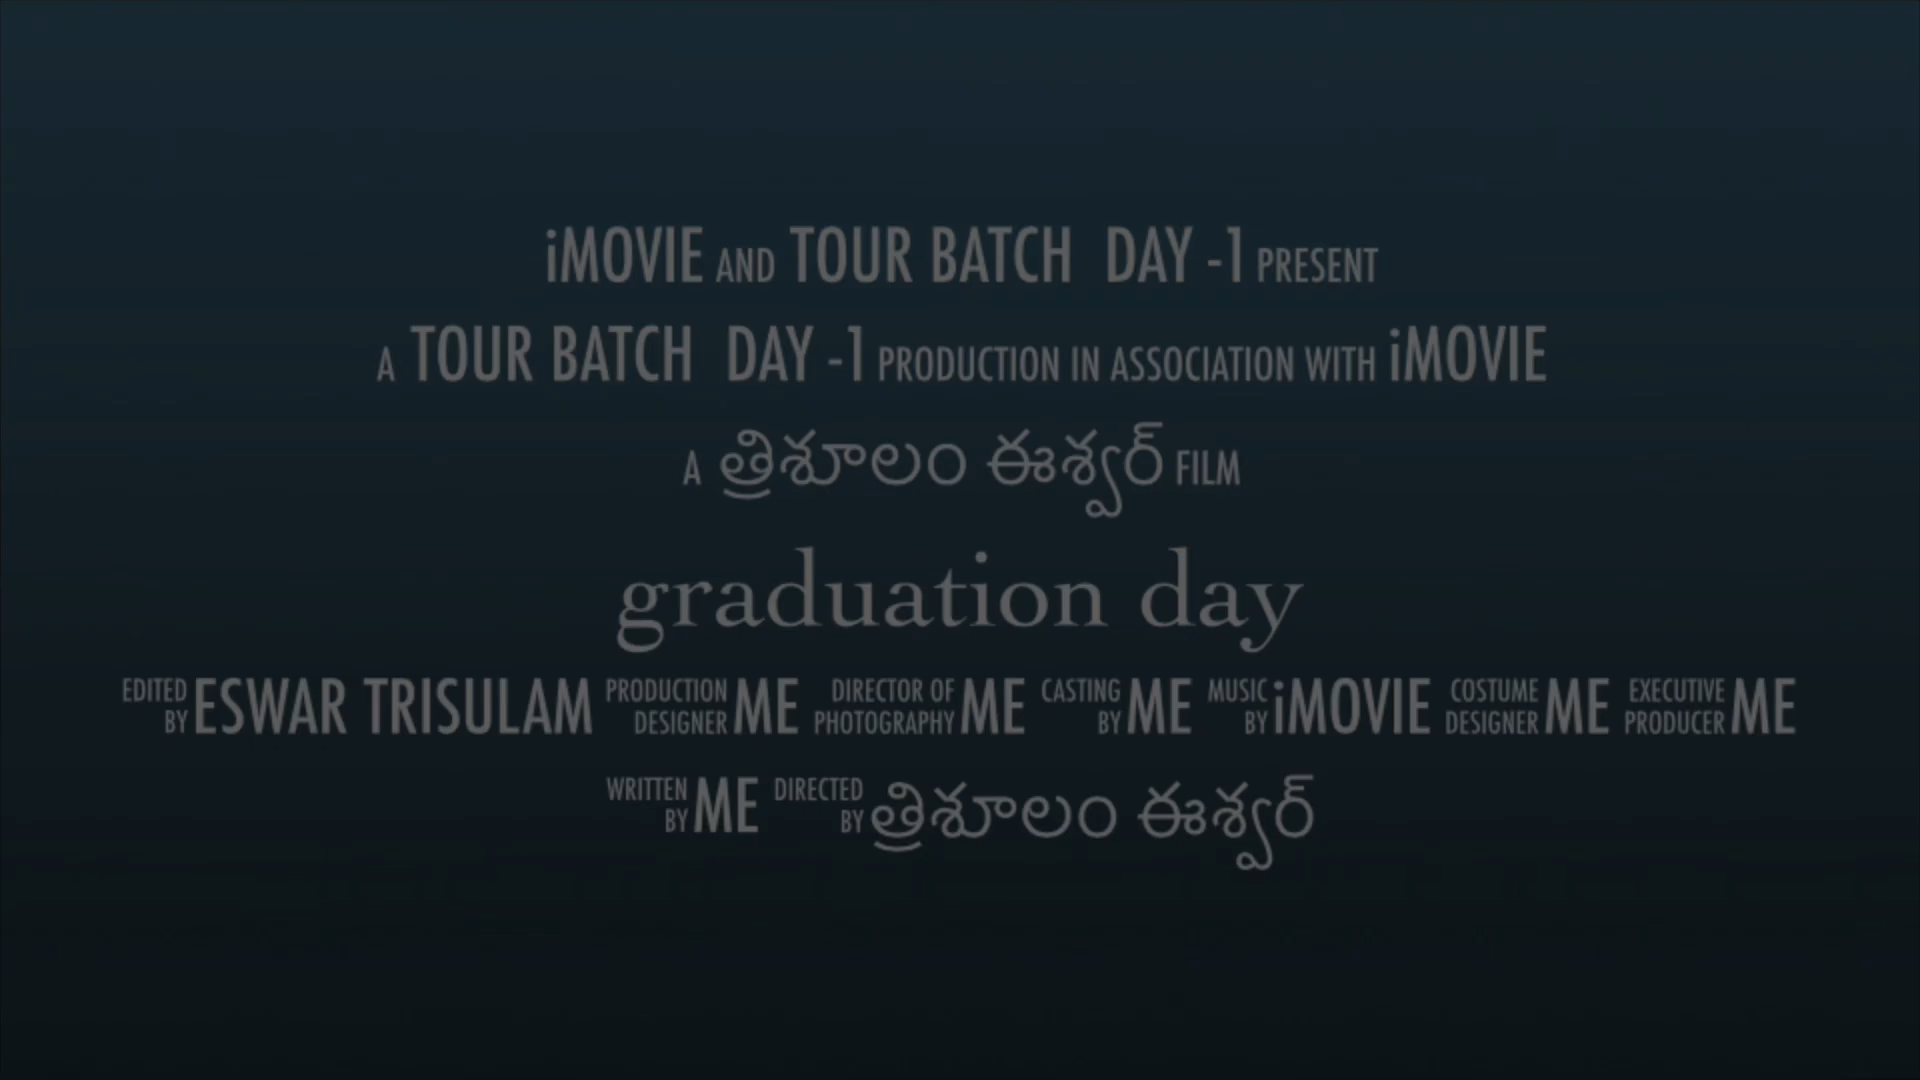 iMOVIE AND TOUR BATCH  DAY -1 PRESENT
A TOUR BATCH  DAY -1 PRODUCTION IN ASSOCIATION WITH iMOVIE
A త్రిశూలం ఈశ్వర్ FILM
graduation day
EDITED BY ESWAR TRISULAM PRODUCTION DESIGNER ME DIRECTOR OF PHOTOGRAPHY ME CASTING BY ME MUSIC BY iMOVIE COSTUME DESIGNER ME EXECUTIVE PRODUCER ME
WRITTEN BY ME DIRECTED BY త్రిశూలం ఈశ్వర్